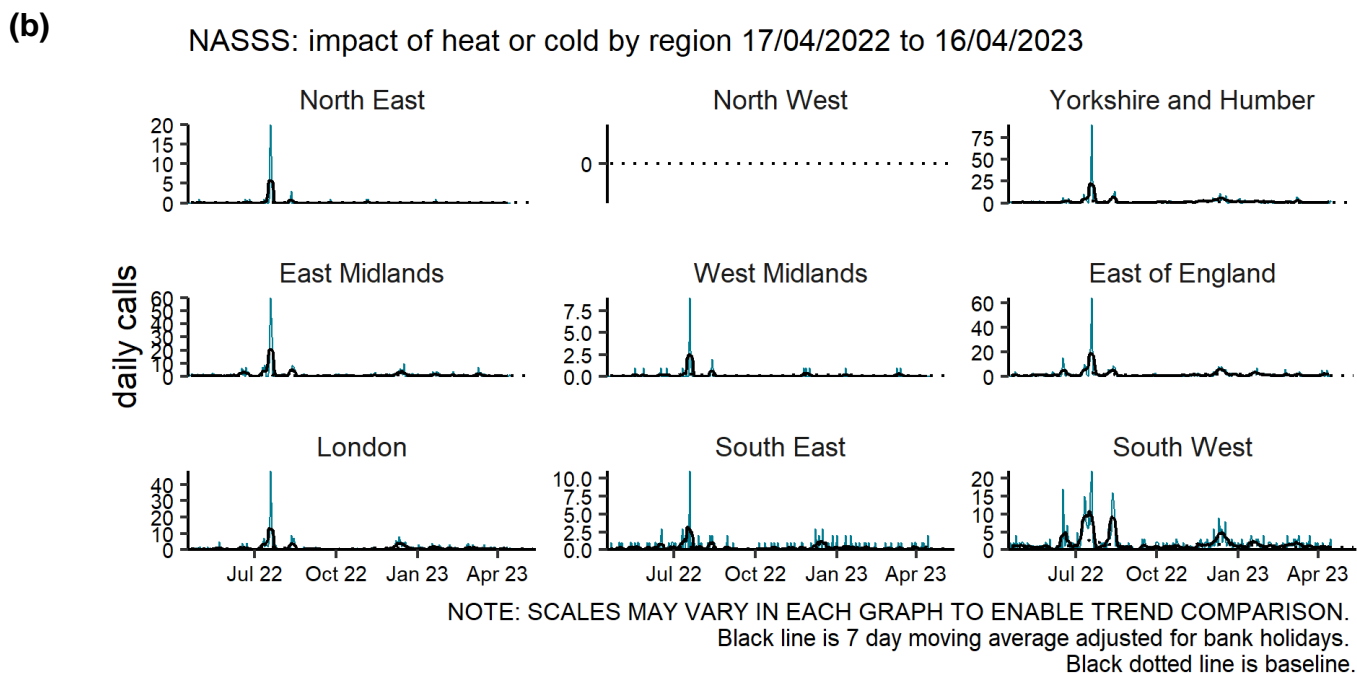 (b)
NASSS: impact of heat or cold by region 17/04/2022 to 16/04/2023
daily calls
North East
20
15
10
5
0
North West
0
Yorkshire and Humber
75
50
25
0
East Midlands
60
50
40
30
20
10
0
West Midlands
7.5
5.0
2.5
0.0
East of England
60
40
20
0
London
40
30
20
10
0
Jul 22 Oct 22 Jan 23 Apr 23
South East
10.0
7.5
5.0
2.5
0.0
Jul 22 Oct 22 Jan 23 Apr 23
South West
20
15
10
5
0
Jul 22 Oct 22 Jan 23 Apr 23
NOTE: SCALES MAY VARY IN EACH GRAPH TO ENABLE TREND COMPARISON.
Black line is 7 day moving average adjusted for bank holidays.
Black dotted line is baseline.